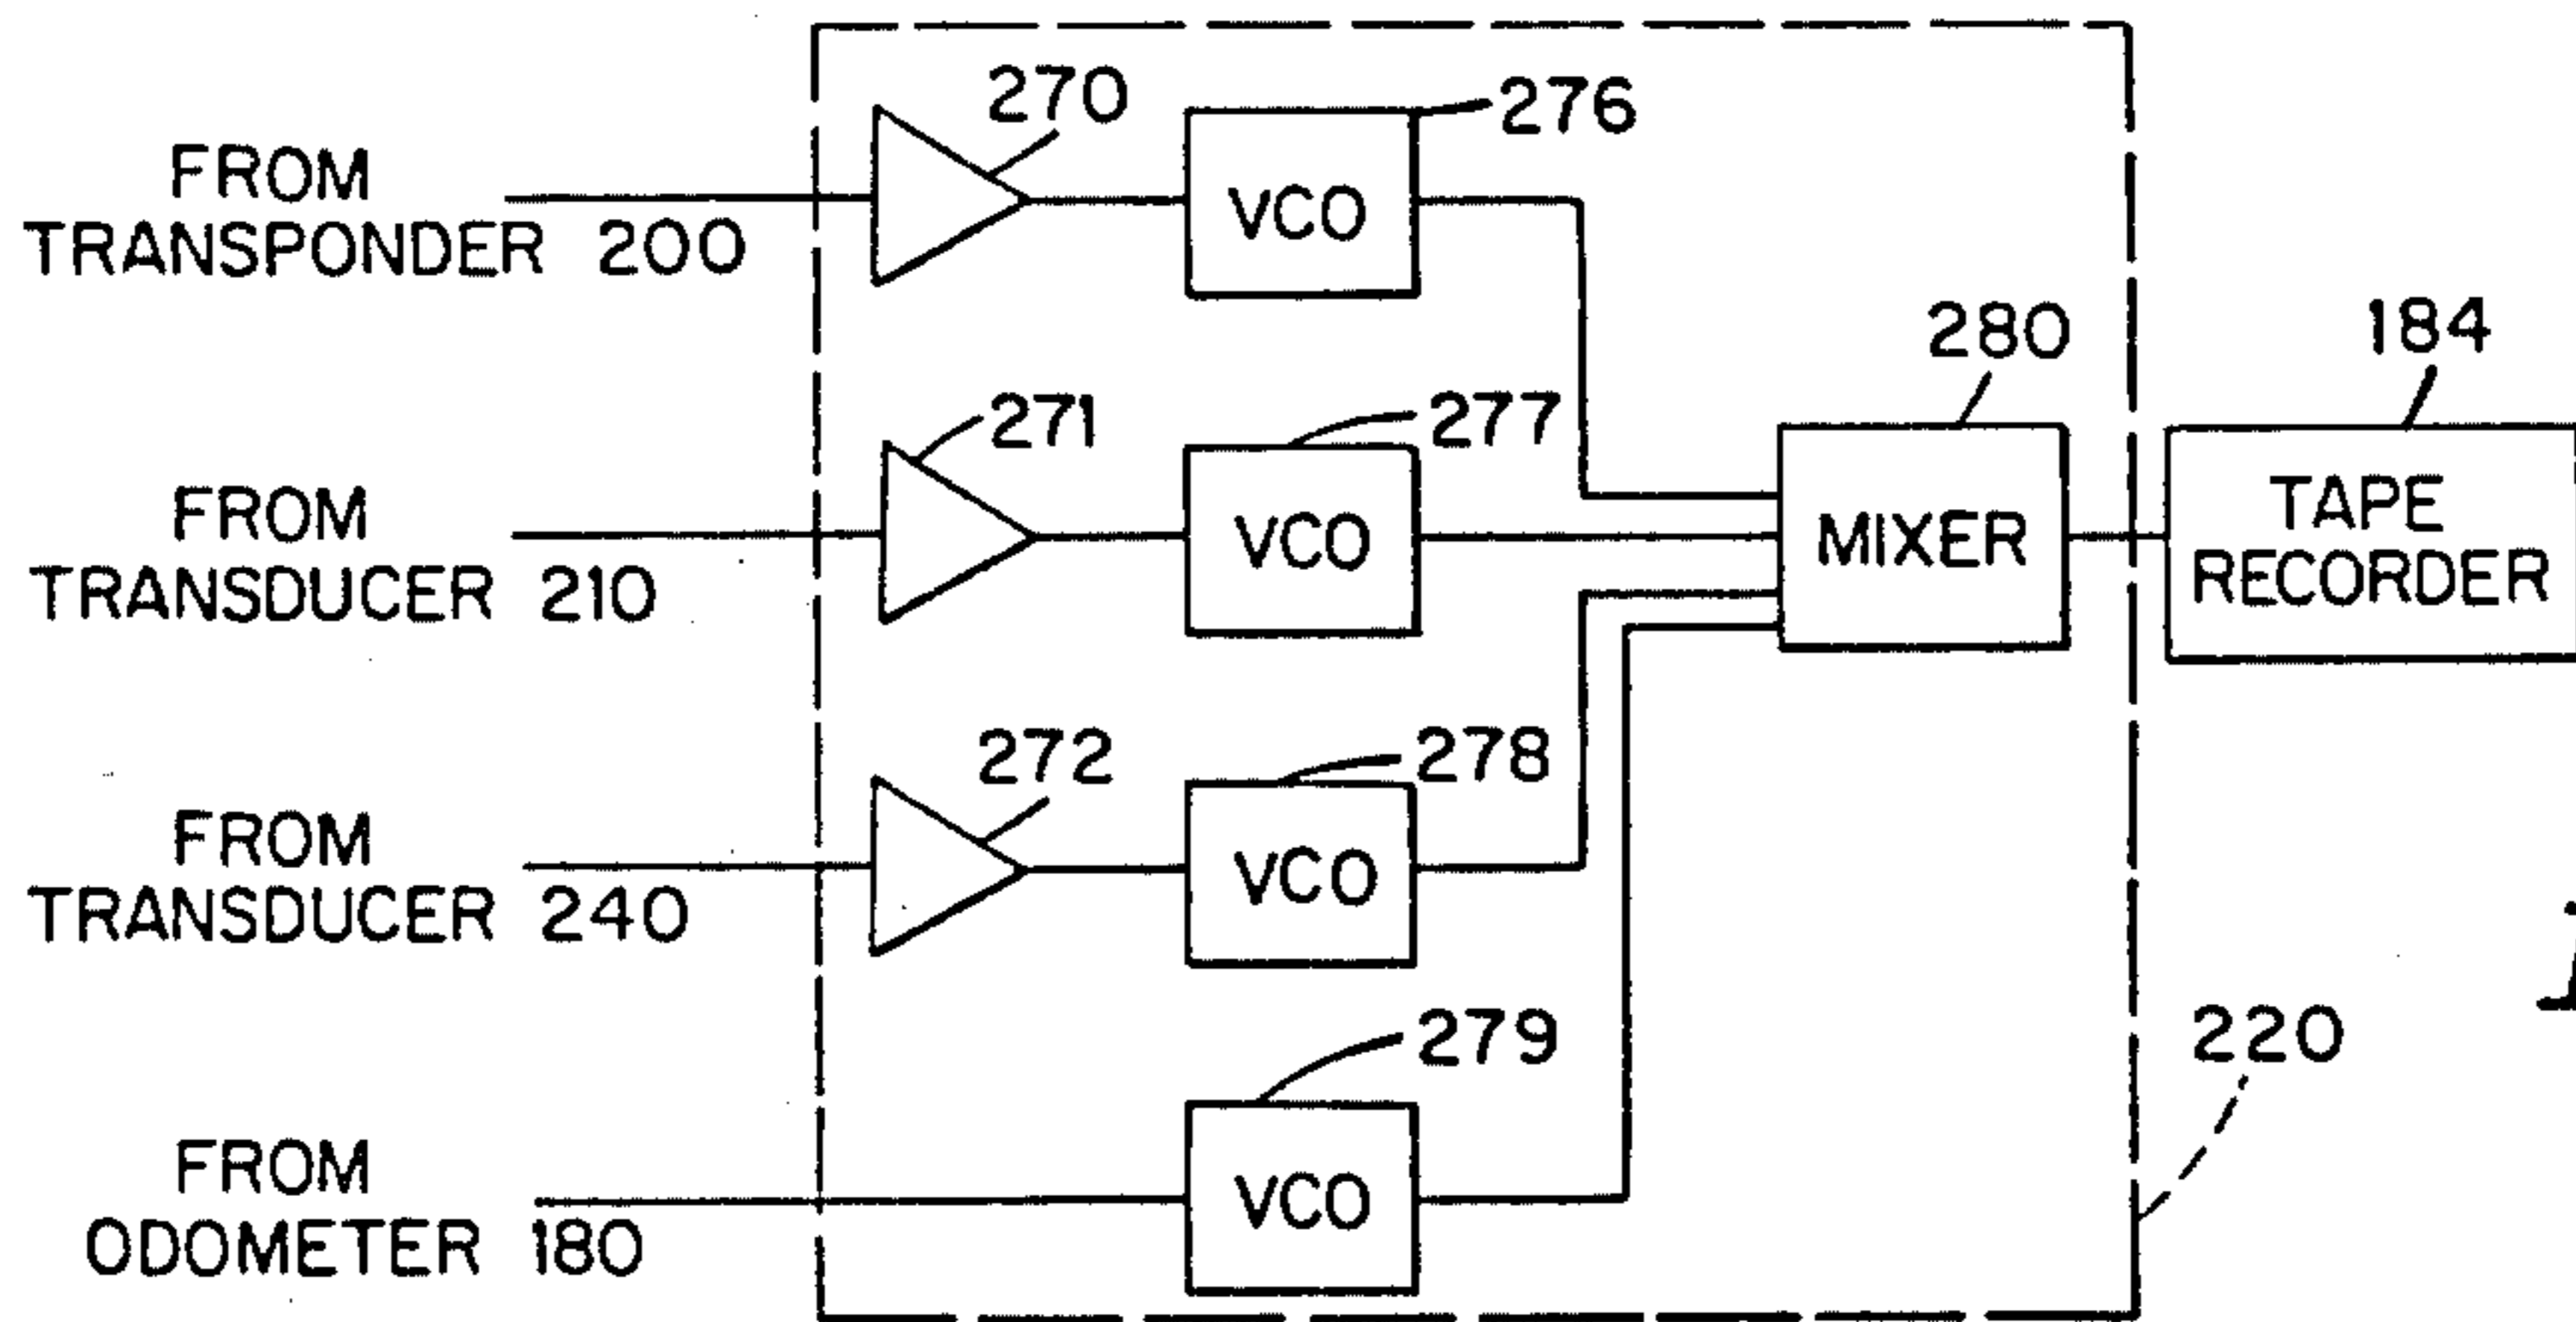 FROM
TRANSPONDER 200
270
VCO
276
FROM
TRANSDUCER 210
271
VCO
277
FROM
TRANSDUCER 240
272
VCO
278
FROM
ODOMETER 180
VCO
279
MIXER
280
TAPE
RECORDER
184
220